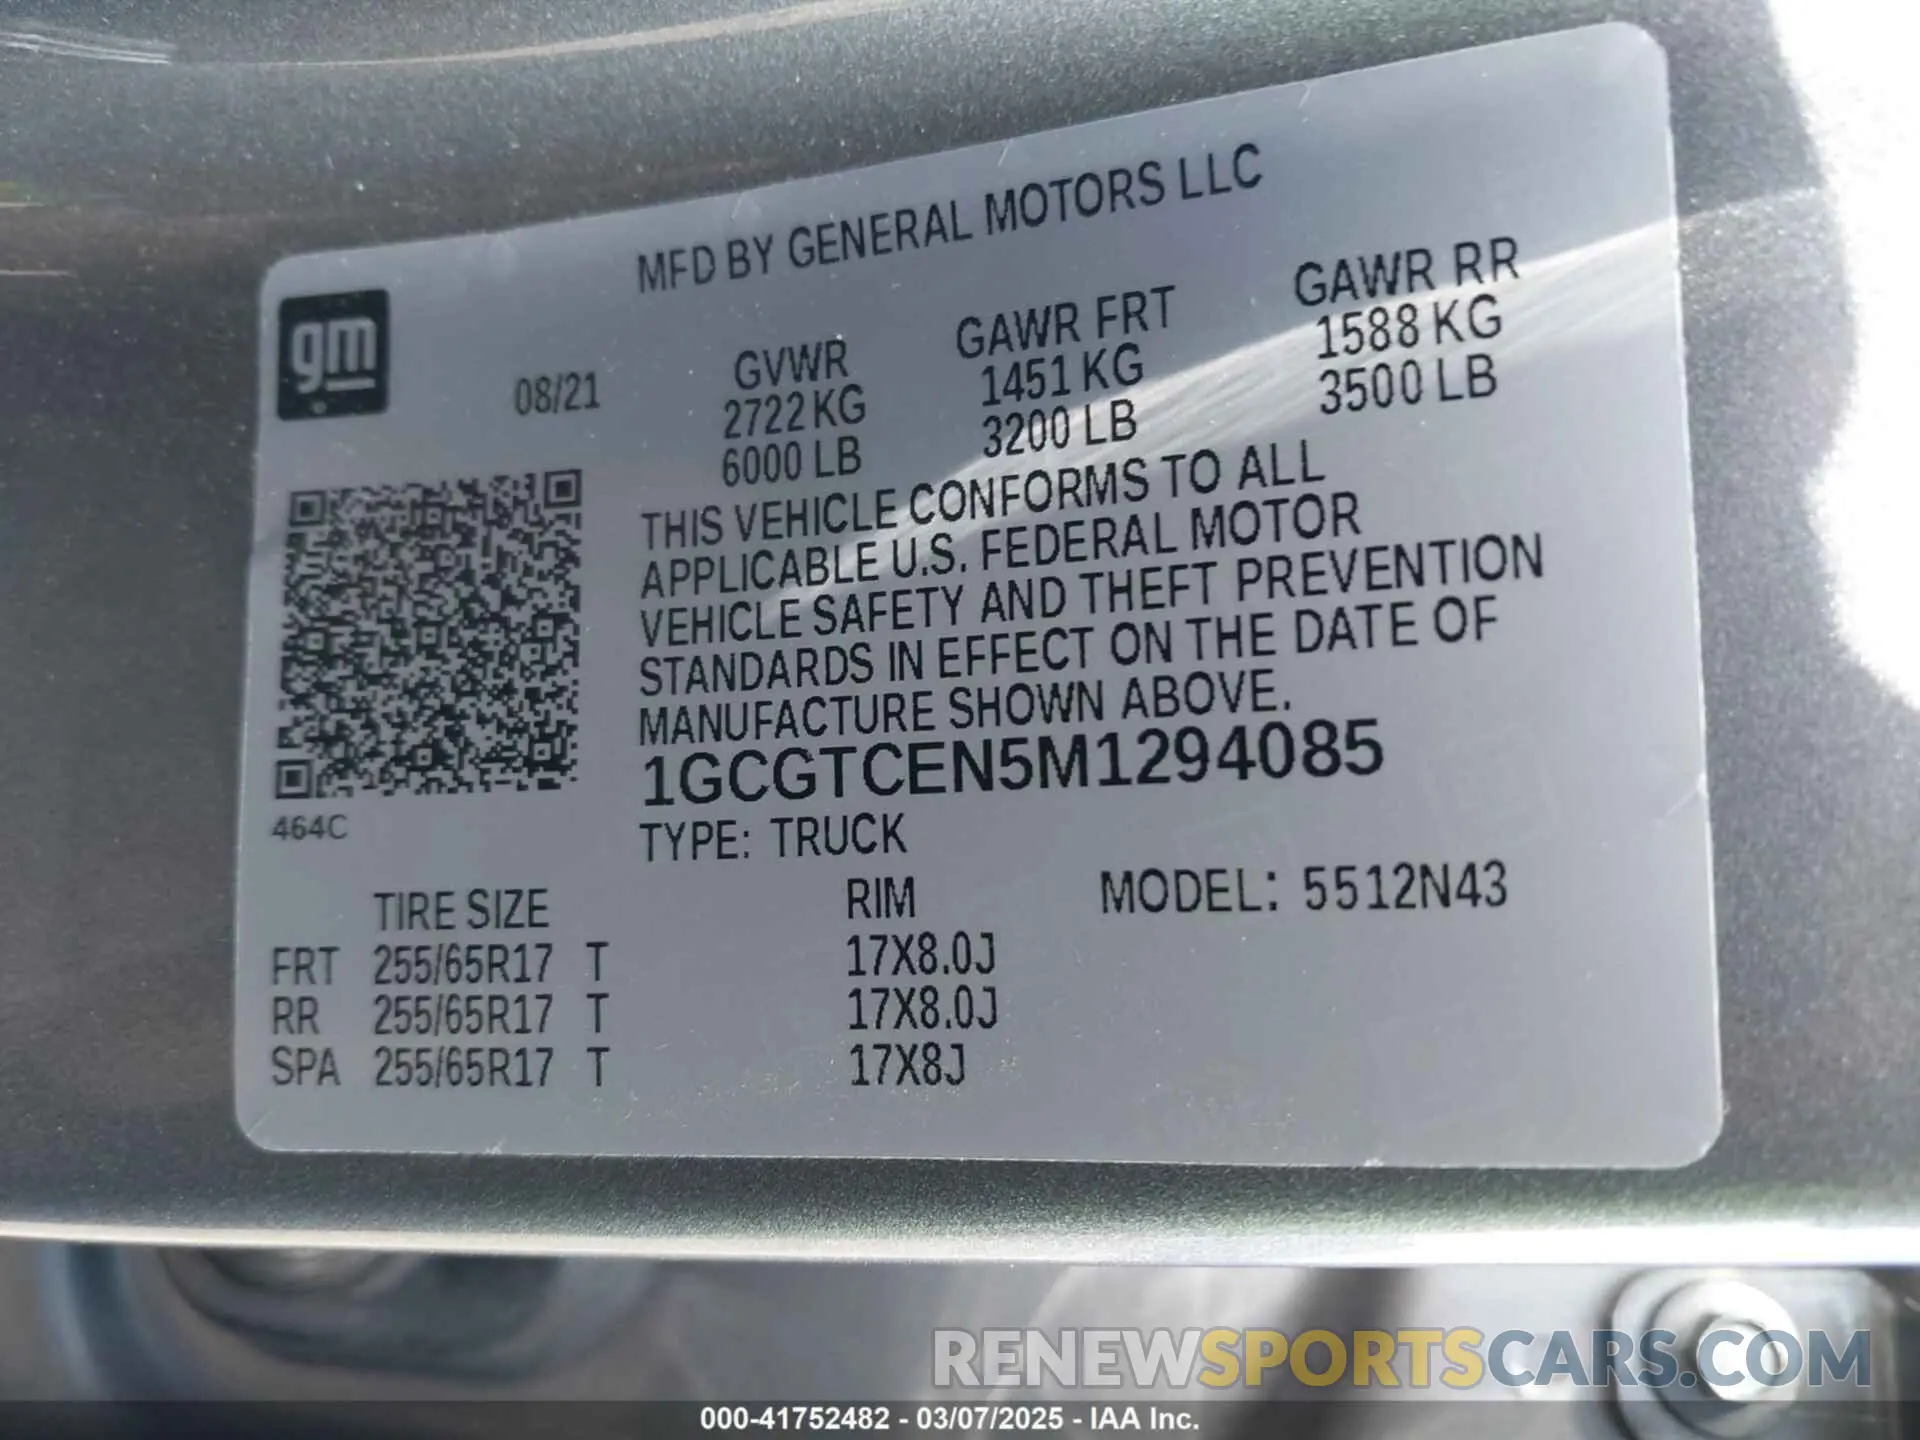 MFD BY GENERAL MOTORS LLC
gm
08/21
GVWR
2722 KG
6000 LB
GAWR FRT
1451 KG
3200 LB
GAWR RR
1588 KG
3500 LB
THIS VEHICLE CONFORMS TO ALL
APPLICABLE U.S. FEDERAL MOTOR
VEHICLE SAFETY AND THEFT PREVENTION
STANDARDS IN EFFECT ON THE DATE OF
MANUFACTURE SHOWN ABOVE.
1GCGTCEN5M1294085
464C
TYPE: TRUCK
TIRE SIZE RIM MODEL: 5512N43
FRT 255/65R17 T 17X8.0J
RR 255/65R17 T 17X8.0J
SPA 255/65R17 T 17X8J
RENEWSPORTSCARS.COM
000-41752482 - 03/07/2025 - IAA Inc.